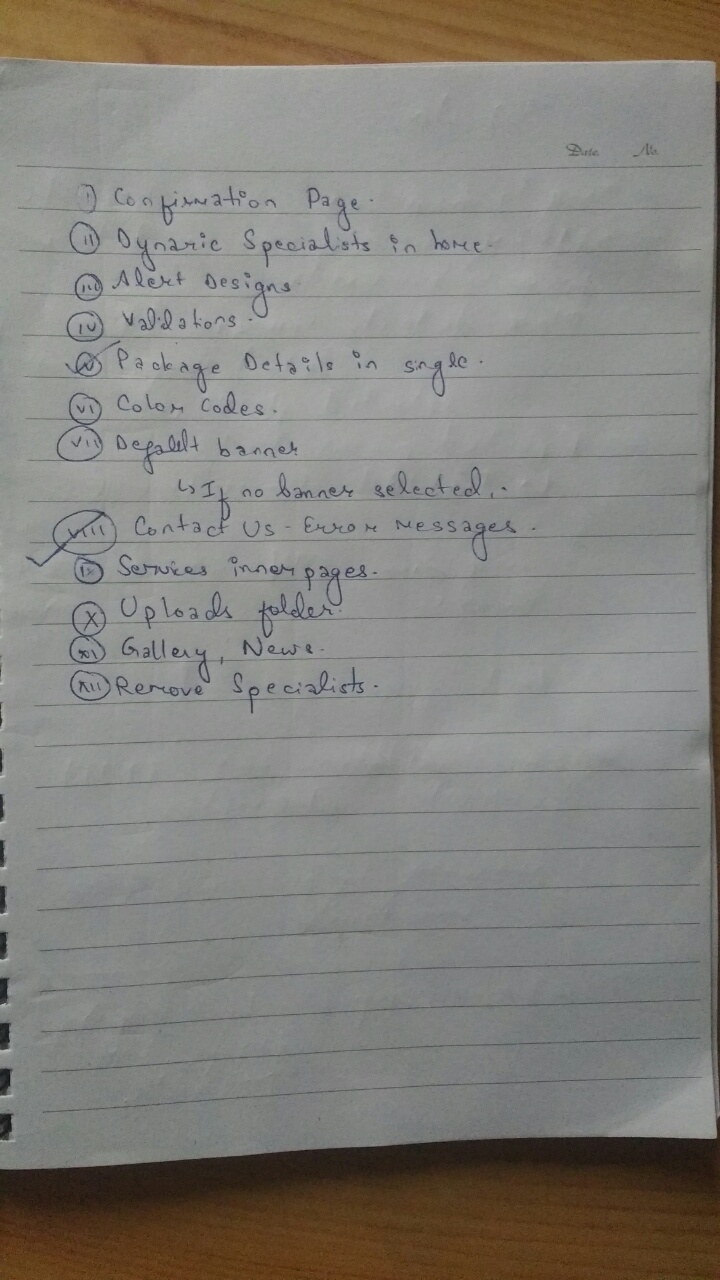 Date. No.
i) Confirmation Page.
ii) Dynamic Specialists in home.
iii) Alert Designs.
iv) Validations.
v) Package Details in single.
vi) Color Codes.
vii) Defallt banner
↳ If no banner selected,.
viii) Contact Us - Error Messages.
ix) Services inner pages.
x) Uploads folder.
xi) Gallery, News.
xii) Remove Specialists.